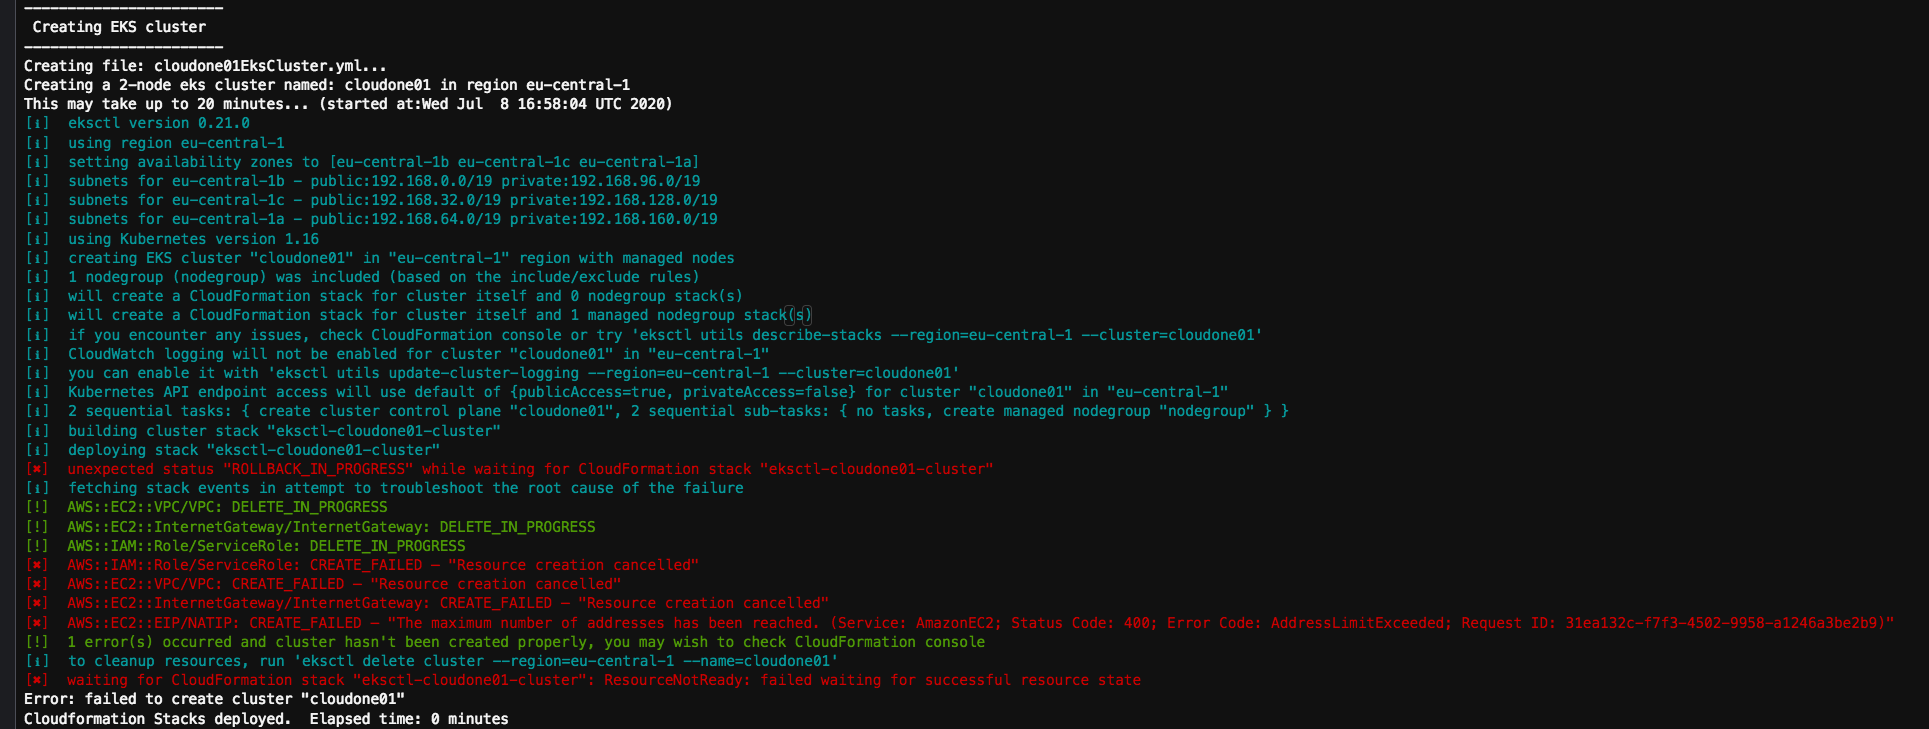 -----------------------
Creating EKS cluster
-----------------------
Creating file: cloudone01EksCluster.yml...
Creating a 2-node eks cluster named: cloudone01 in region eu-central-1
This may take up to 20 minutes... (started at:Wed Jul  8 16:58:04 UTC 2020)
[ℹ]  eksctl version 0.21.0
[ℹ]  using region eu-central-1
[ℹ]  setting availability zones to [eu-central-1b eu-central-1c eu-central-1a]
[ℹ]  subnets for eu-central-1b - public:192.168.0.0/19 private:192.168.96.0/19
[ℹ]  subnets for eu-central-1c - public:192.168.32.0/19 private:192.168.128.0/19
[ℹ]  subnets for eu-central-1a - public:192.168.64.0/19 private:192.168.160.0/19
[ℹ]  using Kubernetes version 1.16
[ℹ]  creating EKS cluster "cloudone01" in "eu-central-1" region with managed nodes
[ℹ]  1 nodegroup (nodegroup) was included (based on the include/exclude rules)
[ℹ]  will create a CloudFormation stack for cluster itself and 0 nodegroup stack(s)
[ℹ]  will create a CloudFormation stack for cluster itself and 1 managed nodegroup stack(s)
[ℹ]  if you encounter any issues, check CloudFormation console or try 'eksctl utils describe-stacks --region=eu-central-1 --cluster=cloudone01'
[ℹ]  CloudWatch logging will not be enabled for cluster "cloudone01" in "eu-central-1"
[ℹ]  you can enable it with 'eksctl utils update-cluster-logging --region=eu-central-1 --cluster=cloudone01'
[ℹ]  Kubernetes API endpoint access will use default of {publicAccess=true, privateAccess=false} for cluster "cloudone01" in "eu-central-1"
[ℹ]  2 sequential tasks: { create cluster control plane "cloudone01", 2 sequential sub-tasks: { no tasks, create managed nodegroup "nodegroup" } }
[ℹ]  building cluster stack "eksctl-cloudone01-cluster"
[ℹ]  deploying stack "eksctl-cloudone01-cluster"
[✖]  unexpected status "ROLLBACK_IN_PROGRESS" while waiting for CloudFormation stack "eksctl-cloudone01-cluster"
[ℹ]  fetching stack events in attempt to troubleshoot the root cause of the failure
[!]  AWS::EC2::VPC/VPC: DELETE_IN_PROGRESS
[!]  AWS::EC2::InternetGateway/InternetGateway: DELETE_IN_PROGRESS
[!]  AWS::IAM::Role/ServiceRole: DELETE_IN_PROGRESS
[✖]  AWS::IAM::Role/ServiceRole: CREATE_FAILED – "Resource creation cancelled"
[✖]  AWS::EC2::VPC/VPC: CREATE_FAILED – "Resource creation cancelled"
[✖]  AWS::EC2::InternetGateway/InternetGateway: CREATE_FAILED – "Resource creation cancelled"
[✖]  AWS::EC2::EIP/NATIP: CREATE_FAILED – "The maximum number of addresses has been reached. (Service: AmazonEC2; Status Code: 400; Error Code: AddressLimitExceeded; Request ID: 31ea132c-f7f3-4502-9958-a1246a3be2b9)"
[!]  1 error(s) occurred and cluster hasn't been created properly, you may wish to check CloudFormation console
[ℹ]  to cleanup resources, run 'eksctl delete cluster --region=eu-central-1 --name=cloudone01'
[✖]  waiting for CloudFormation stack "eksctl-cloudone01-cluster": ResourceNotReady: failed waiting for successful resource state
Error: failed to create cluster "cloudone01"
Cloudformation Stacks deployed.  Elapsed time: 0 minutes